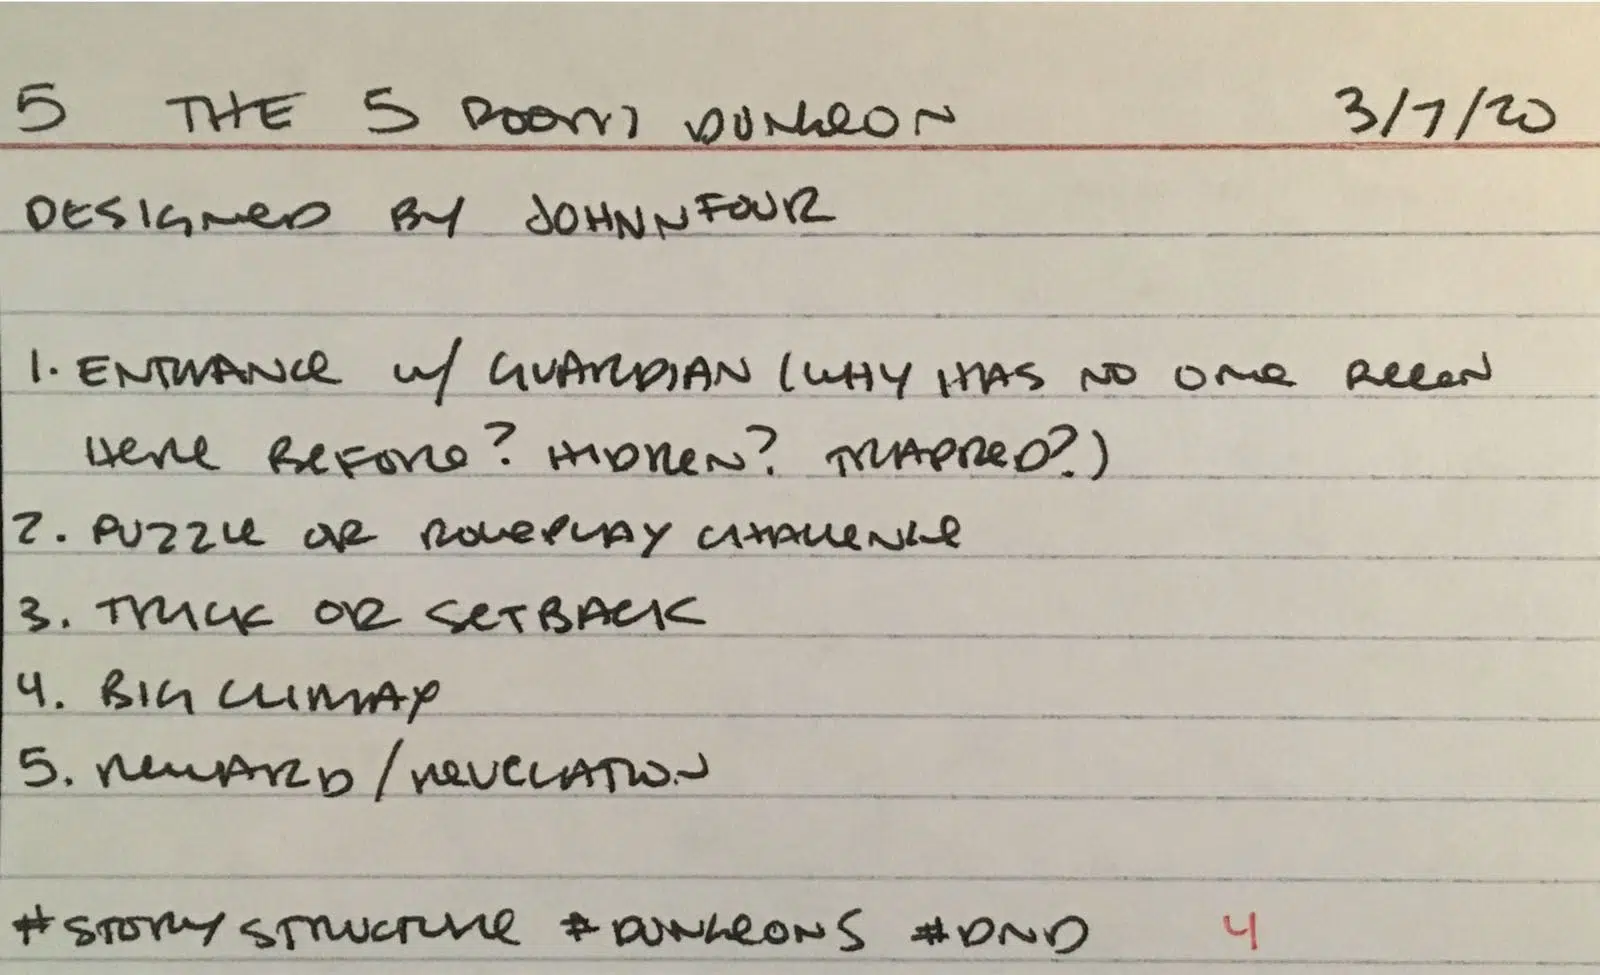 5 THE 5 ROOM DUNGEON 3/7/20
DESIGNED BY JOHNN FOUR
1. ENTRANCE W/ GUARDIAN (WHY HAS NO ONE BEEN
HERE BEFORE? HIDDEN? TRAPPED?)
2. PUZZLE OR ROLEPLAY CHALLENGE
3. TRICK OR SETBACK
4. BIG CLIMAX
5. REWARD/REVELATION
#STORYSTRUCTURE #DUNGEONS #DND 4